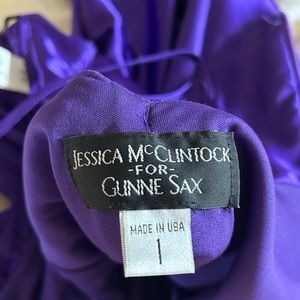 JESSICA MCCLINTOCK
-FOR-
GUNNE SAX
MADE IN USA
1